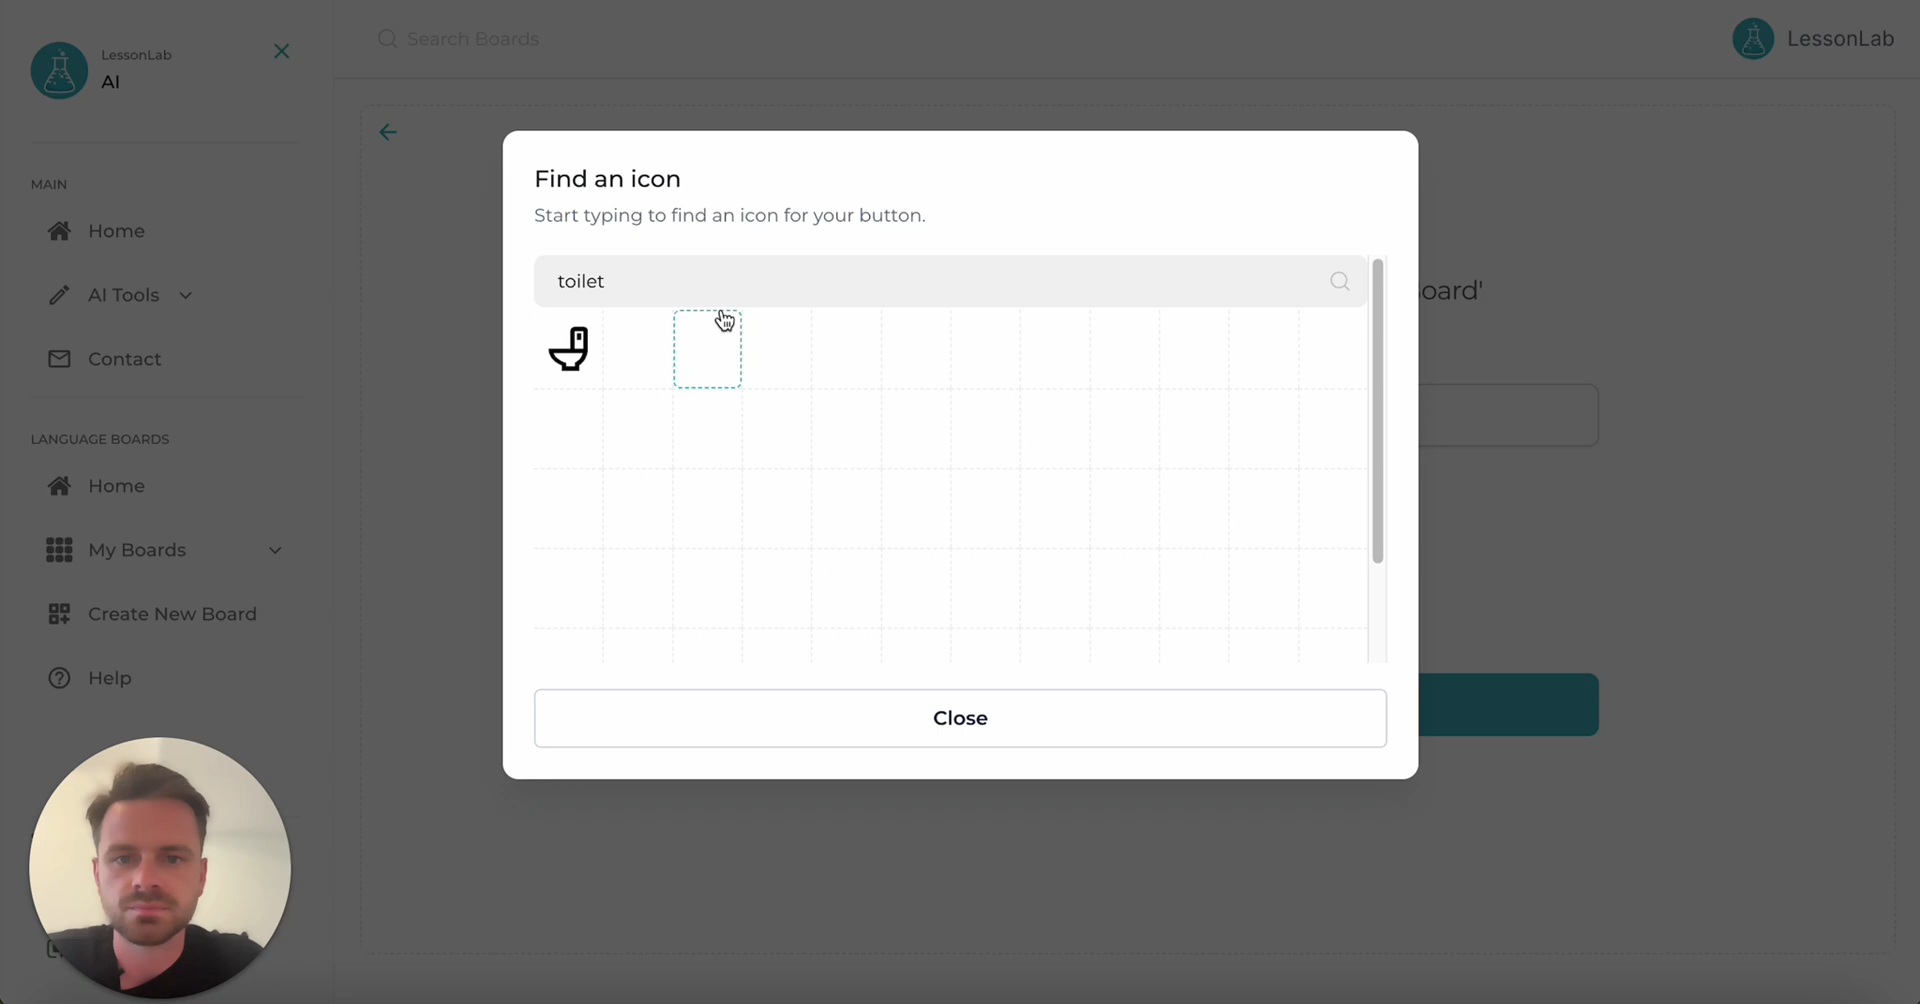 LessonLab
AI
Search Boards
LessonLab
MAIN
Home
AI Tools
Contact
LANGUAGE BOARDS
Home
My Boards
Create New Board
Help
Find an icon
Start typing to find an icon for your button.
toilet
oard'
Close